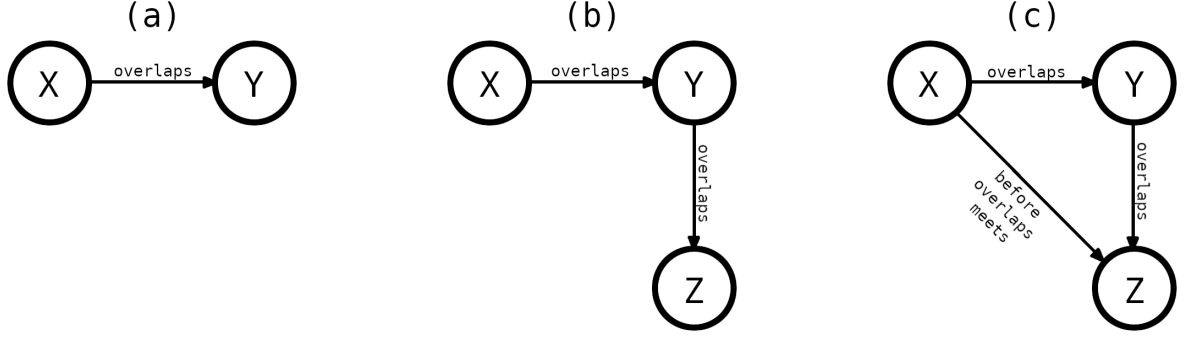 (a)
X
overlaps
Y
(b)
X
overlaps
Y
overlaps
Z
(c)
X
overlaps
Y
overlaps
before
overlaps
meets
Z